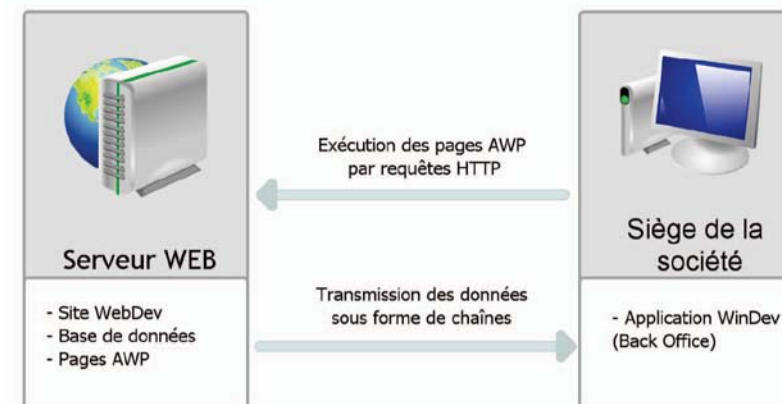 Exécution des pages AWP
par requêtes HTTP
Serveur WEB
Siège de la
société
- Site WebDev
- Base de données
- Pages AWP
Transmission des données
sous forme de chaînes
- Application WinDev
(Back Office)